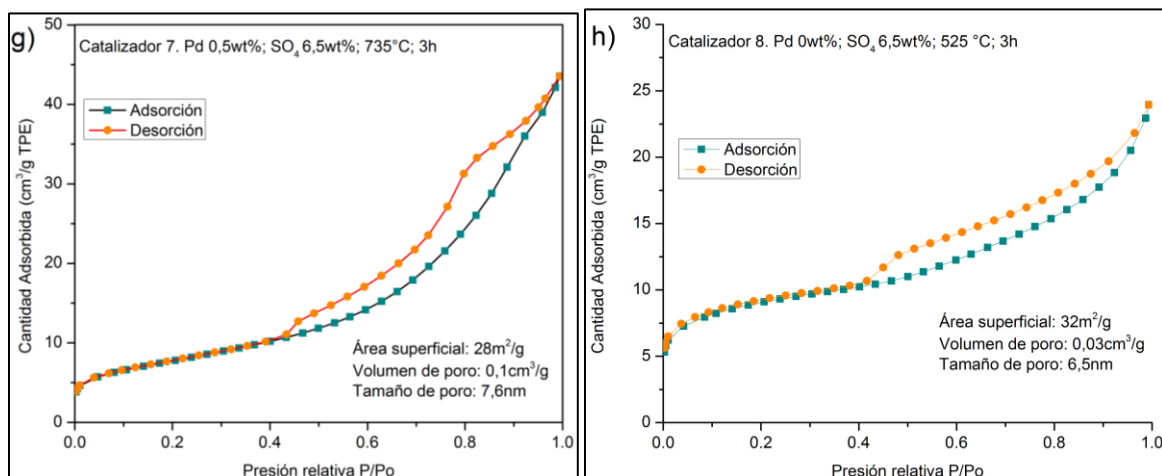 g)
Catalizador 7. Pd 0,5wt%; SO₄ 6,5wt%; 735°C; 3h
Adsorción
Desorción
Cantidad Adsorbida (cm³/g TPE)
50
40
30
20
10
0
Área superficial: 28m²/g
Volumen de poro: 0,1cm³/g
Tamaño de poro: 7,6nm
0.0 0.2 0.4 0.6 0.8 1.0
Presión relativa P/Po
h)
Catalizador 8. Pd 0wt%; SO₄ 6,5wt%; 525 °C; 3h
Adsorción
Desorción
Cantidad Adsorbida (cm³/g TPE)
30
25
20
15
10
5
0
Área superficial: 32m²/g
Volumen de poro: 0,03cm³/g
Tamaño de poro: 6,5nm
0.0 0.2 0.4 0.6 0.8 1.0
Presión relativa P/Po